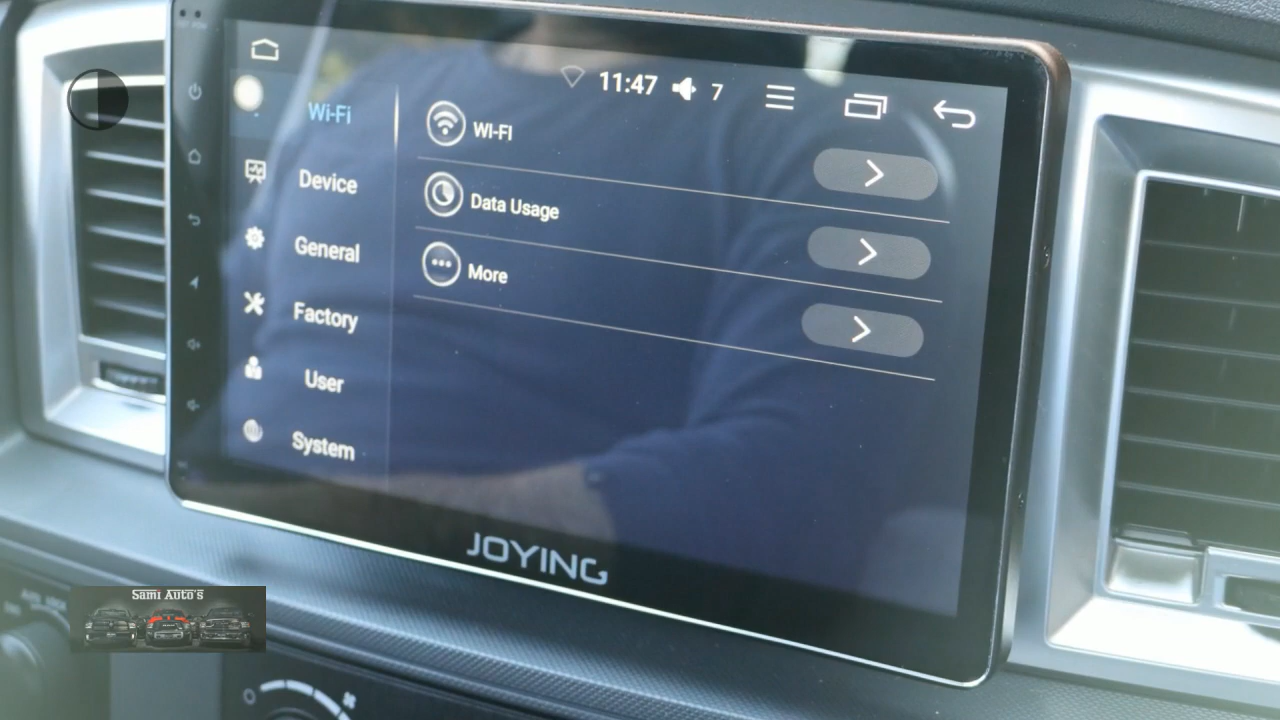 11:47 7
Wi-Fi
Device
General
Factory
User
System
WI-FI
Data Usage
More
JOYING
Sami Auto's